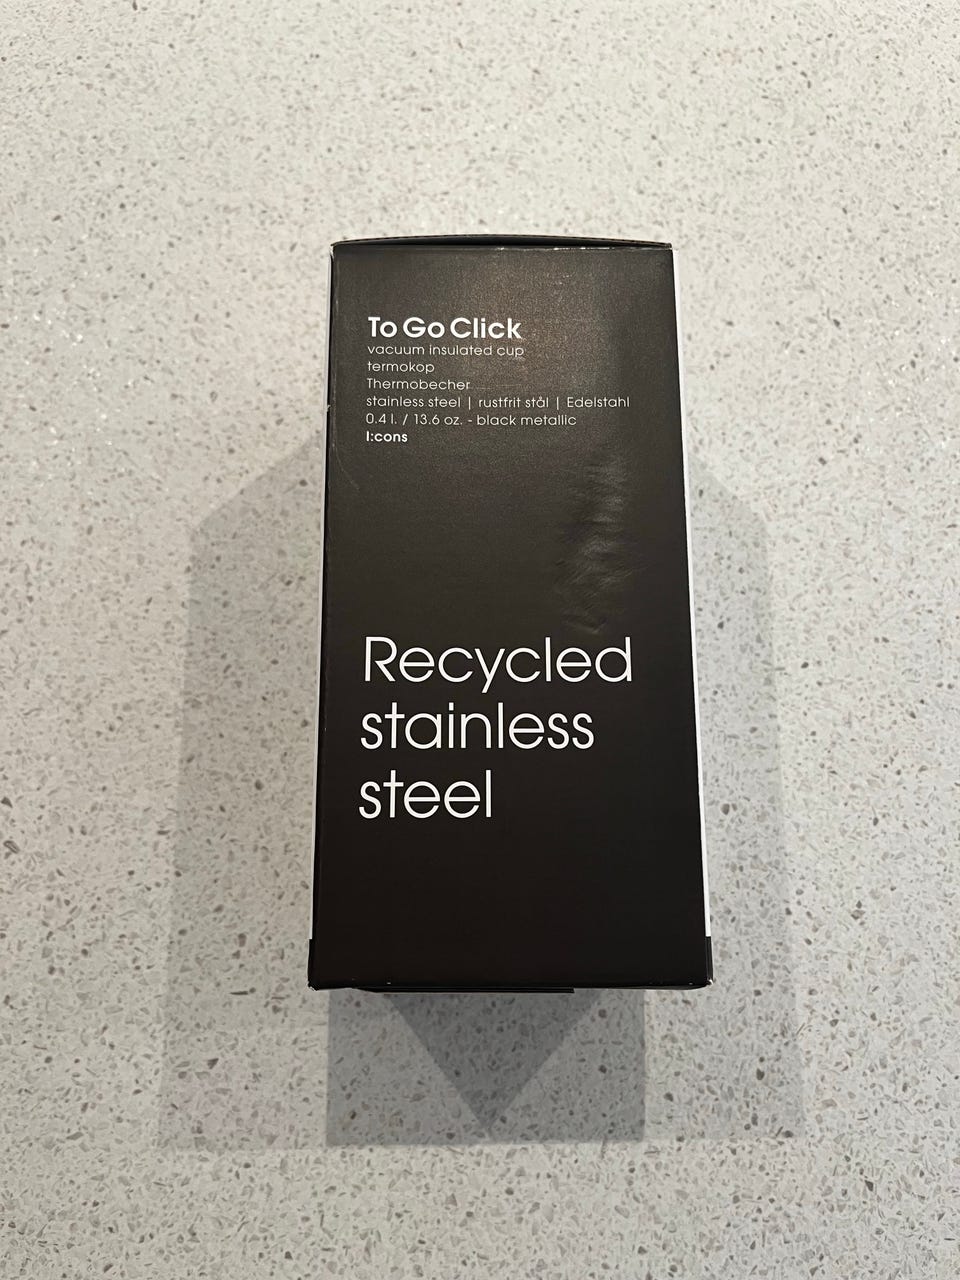 To Go Click
vacuum insulated cup
termokop
Thermobecher
stainless steel | rustfrit stål | Edelstahl
0.4 l. / 13.6 oz. - black metallic
I:cons
Recycled
stainless
steel